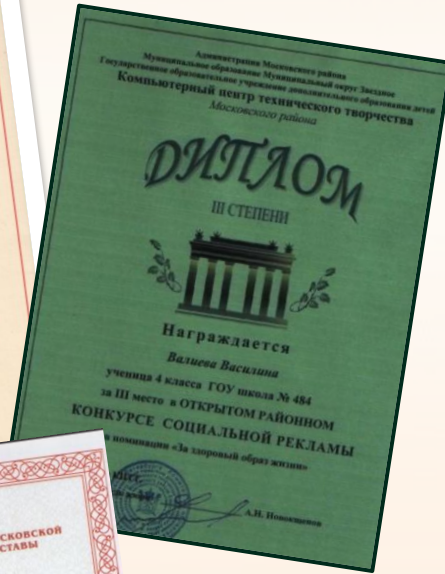 Администрация Московского района
Муниципальное образование Муниципальный округ Звездное
Государственное образовательное учреждение дополнительного образования детей
Компьютерный центр технического творчества
Московского района
ДИПЛОМ
III СТЕПЕНИ
Награждается
Валиева Василина
ученица 4 класса ГОУ школа № 484
за III место в ОТКРЫТОМ РАЙОННОМ
КОНКУРСЕ СОЦИАЛЬНОЙ РЕКЛАМЫ
номинации «За здоровый образ жизни»
А.Н.
СКОВСКОЙ
СТАВЫ